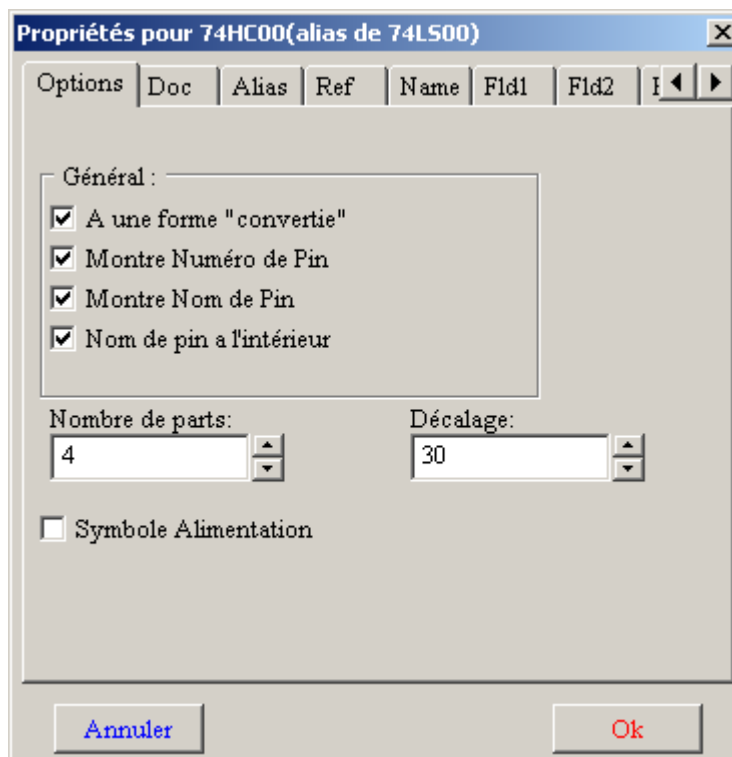 Propriétés pour 74HC00(alias de 74LS00)
Options Doc Alias Ref Name Fld1 Fld2
Général :
A une forme "convertie"
Montre Numéro de Pin
Montre Nom de Pin
Nom de pin a l'intérieur
Nombre de parts: Décalage:
4 30
Symbole Alimentation
Annuler Ok